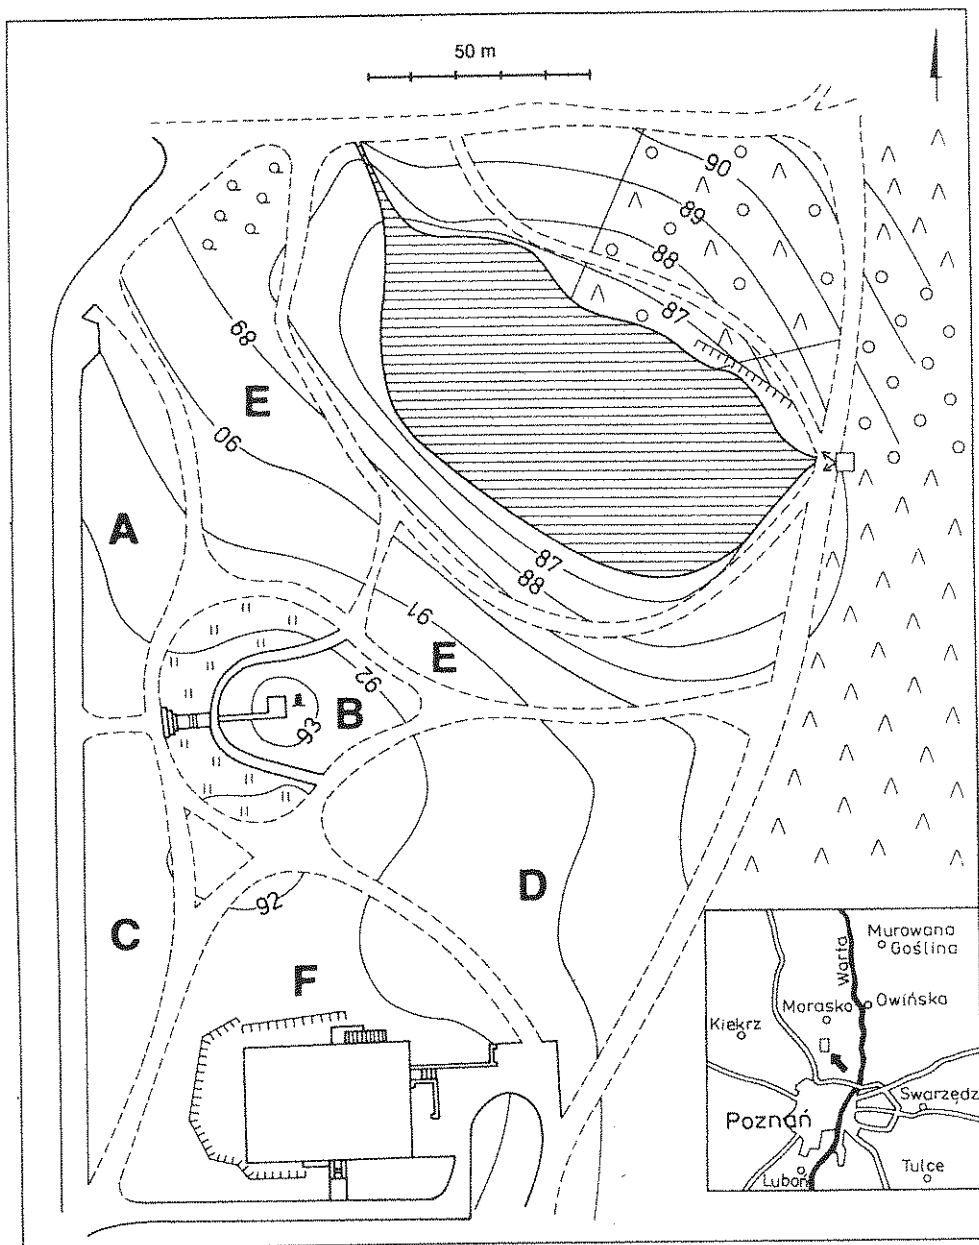 50 m
90
89
88
87
89
E
90
A
87
88
91
E
92
B
93
D
92
C
F
Murowana
Goślina
Warta
Morasko
Owińska
Kiekrz
Swarzędz
Poznań
Luboń
Tulce